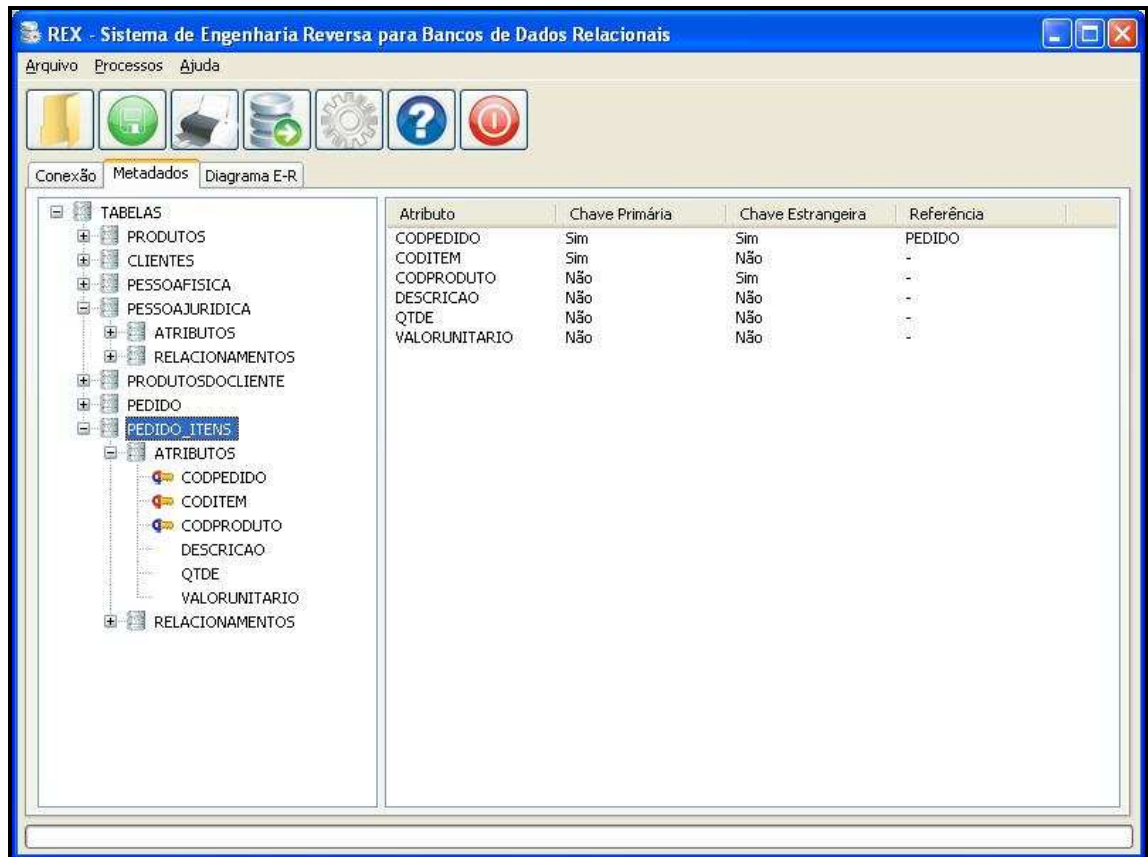 REX - Sistema de Engenharia Reversa para Bancos de Dados Relacionais
Arquivo Processos Ajuda
Conexão Metadados Diagrama E-R
TABELAS
PRODUTOS
CLIENTES
PESSOAFISICA
PESSOAJURIDICA
ATRIBUTOS
RELACIONAMENTOS
PRODUTOSDOCLIENTE
PEDIDO
PEDIDO_ITENS
ATRIBUTOS
CODPEDIDO
CODITEM
CODPRODUTO
DESCRICAO
QTDE
VALORUNITARIO
RELACIONAMENTOS
Atributo Chave Primária Chave Estrangeira Referência
CODPEDIDO Sim Sim PEDIDO
CODITEM Sim Não -
CODPRODUTO Não Sim -
DESCRICAO Não Não -
QTDE Não Não -
VALORUNITARIO Não Não -